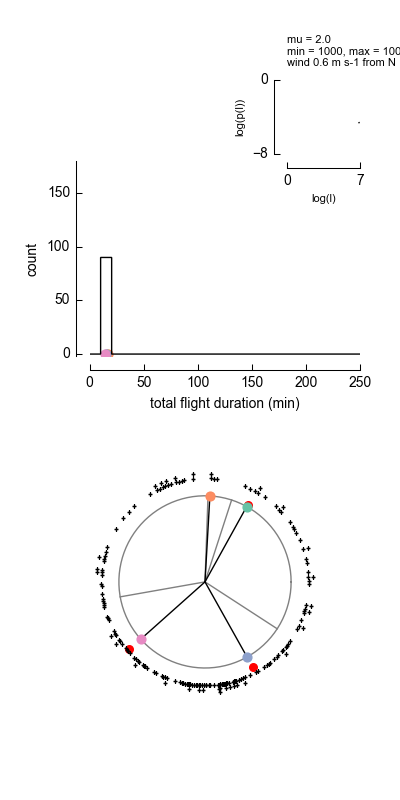 mu = 2.0
min = 1000, max = 100
wind 0.6 m s-1 from N
0
−8
log(p(l))
0 7
log(l)
150
100
50
0
count
0 50 100 150 200 250
total flight duration (min)